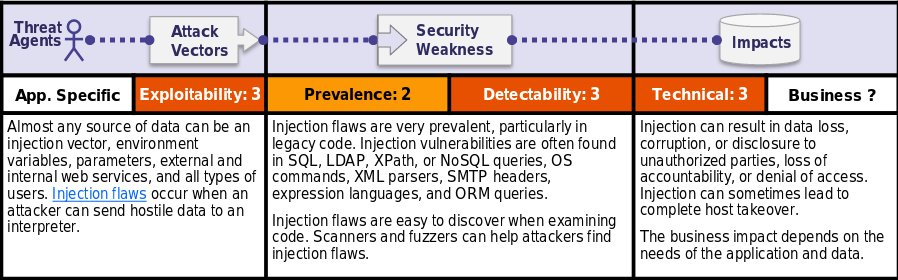 Threat
Agents
Attack
Vectors
Security
Weakness
Impacts
App. Specific
Exploitability: 3
Prevalence: 2
Detectability: 3
Technical: 3
Business ?
Almost any source of data can be an
injection vector, environment
variables, parameters, external and
internal web services, and all types of
users. Injection flaws occur when an
attacker can send hostile data to an
interpreter.
Injection flaws are very prevalent, particularly in
legacy code. Injection vulnerabilities are often found
in SQL, LDAP, XPath, or NoSQL queries, OS
commands, XML parsers, SMTP headers,
expression languages, and ORM queries.
Injection flaws are easy to discover when examining
code. Scanners and fuzzers can help attackers find
injection flaws.
Injection can result in data loss,
corruption, or disclosure to
unauthorized parties, loss of
accountability, or denial of access.
Injection can sometimes lead to
complete host takeover.
The business impact depends on the
needs of the application and data.